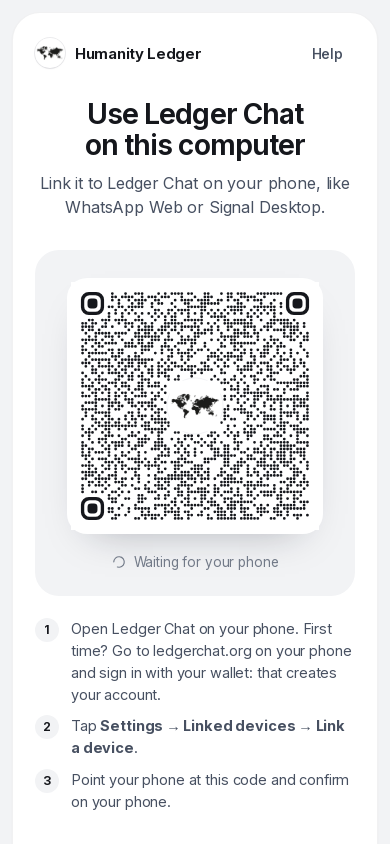 Humanity Ledger
Help
Use Ledger Chat
on this computer
Link it to Ledger Chat on your phone, like
WhatsApp Web or Signal Desktop.
Waiting for your phone
1 Open Ledger Chat on your phone. First
time? Go to ledgerchat.org on your phone
and sign in with your wallet: that creates
your account.
2 Tap Settings → Linked devices → Link
a device.
3 Point your phone at this code and confirm
on your phone.